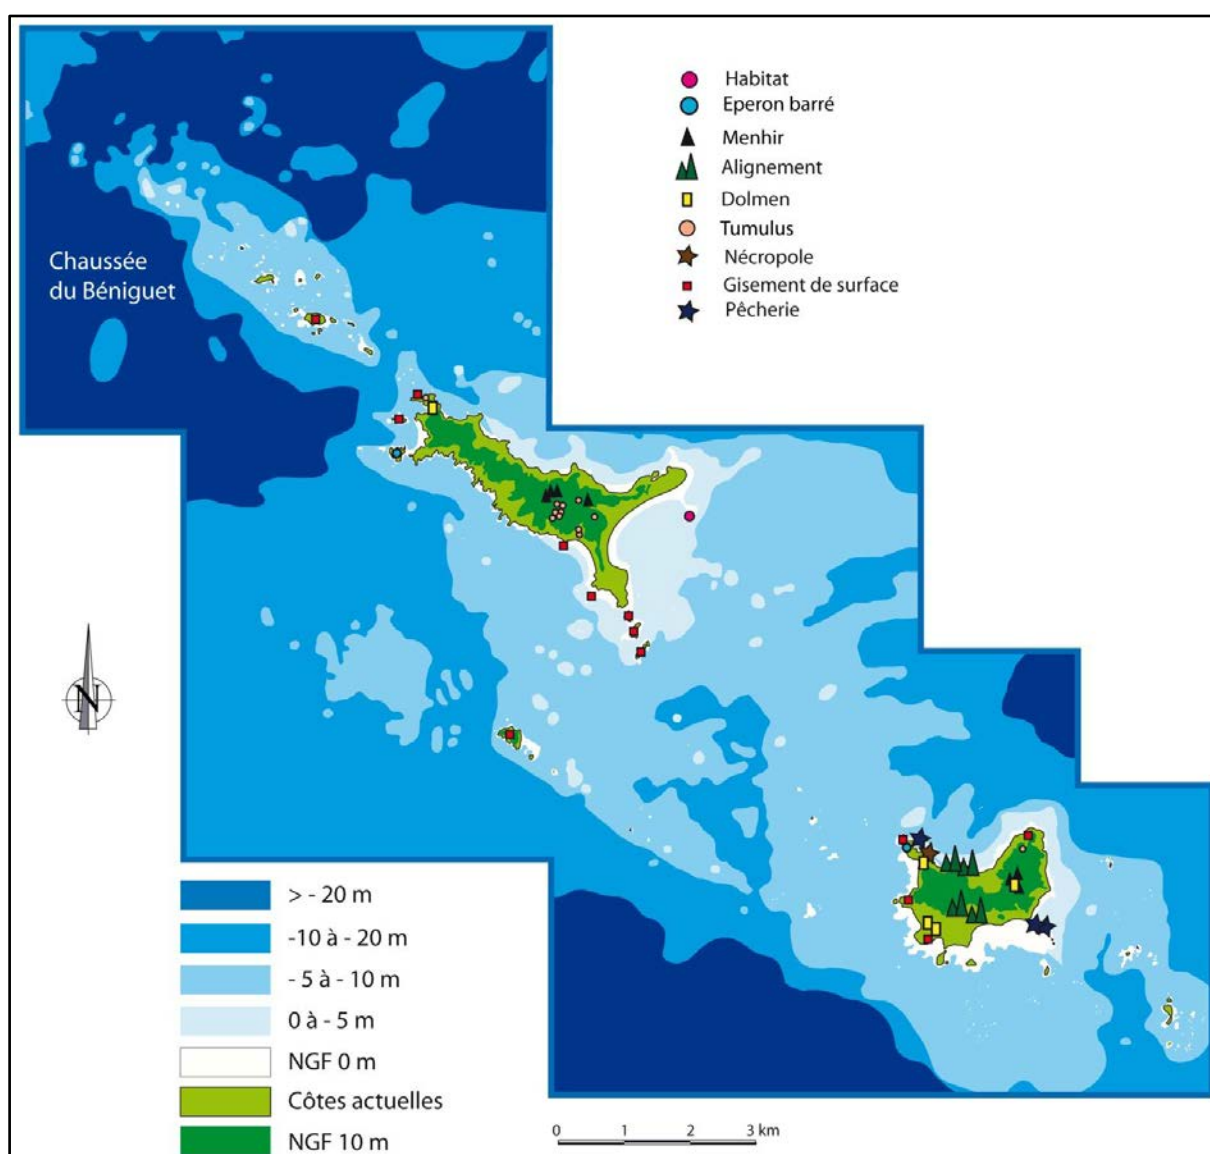 Habitat
Eperon barré
Menhir
Alignement
Dolmen
Tumulus
Nécropole
Gisement de surface
Pêcherie
Chaussée
du Béniguet
N
> - 20 m
-10 à - 20 m
- 5 à - 10 m
0 à - 5 m
NGF 0 m
Côtes actuelles
NGF 10 m
0 1 2 3 km